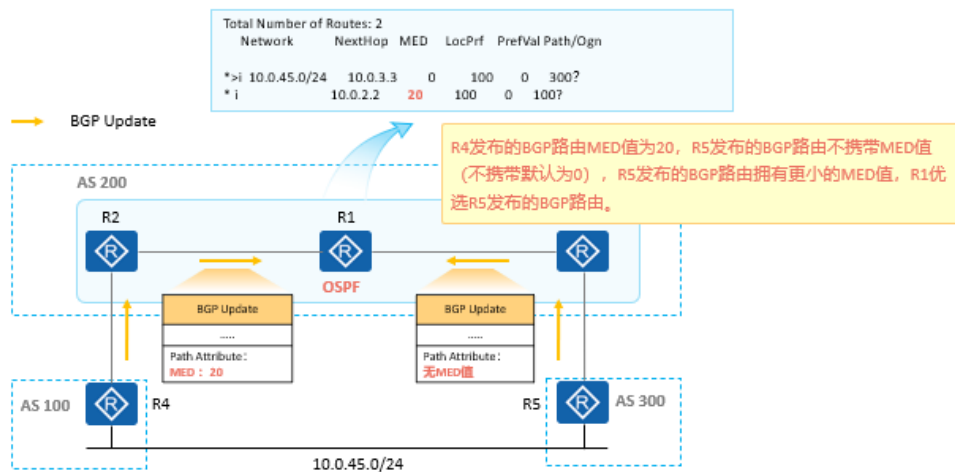 Total Number of Routes: 2
Network NextHop MED LocPrf PrefVal Path/Ogn
*>i 10.0.45.0/24 10.0.3.3 0 100 0 300?
* i 10.0.2.2 20 100 0 100?
BGP Update
R4发布的BGP路由MED值为20，R5发布的BGP路由不携带MED值
（不携带默认为0），R5发布的BGP路由拥有更小的MED值，R1优
选R5发布的BGP路由。
AS 200
R2
R1
R
R
R
OSPF
BGP Update
.....
Path Attribute：
MED：20
BGP Update
.....
Path Attribute：
无MED值
AS 100
R
R4
R5
R
AS 300
10.0.45.0/24